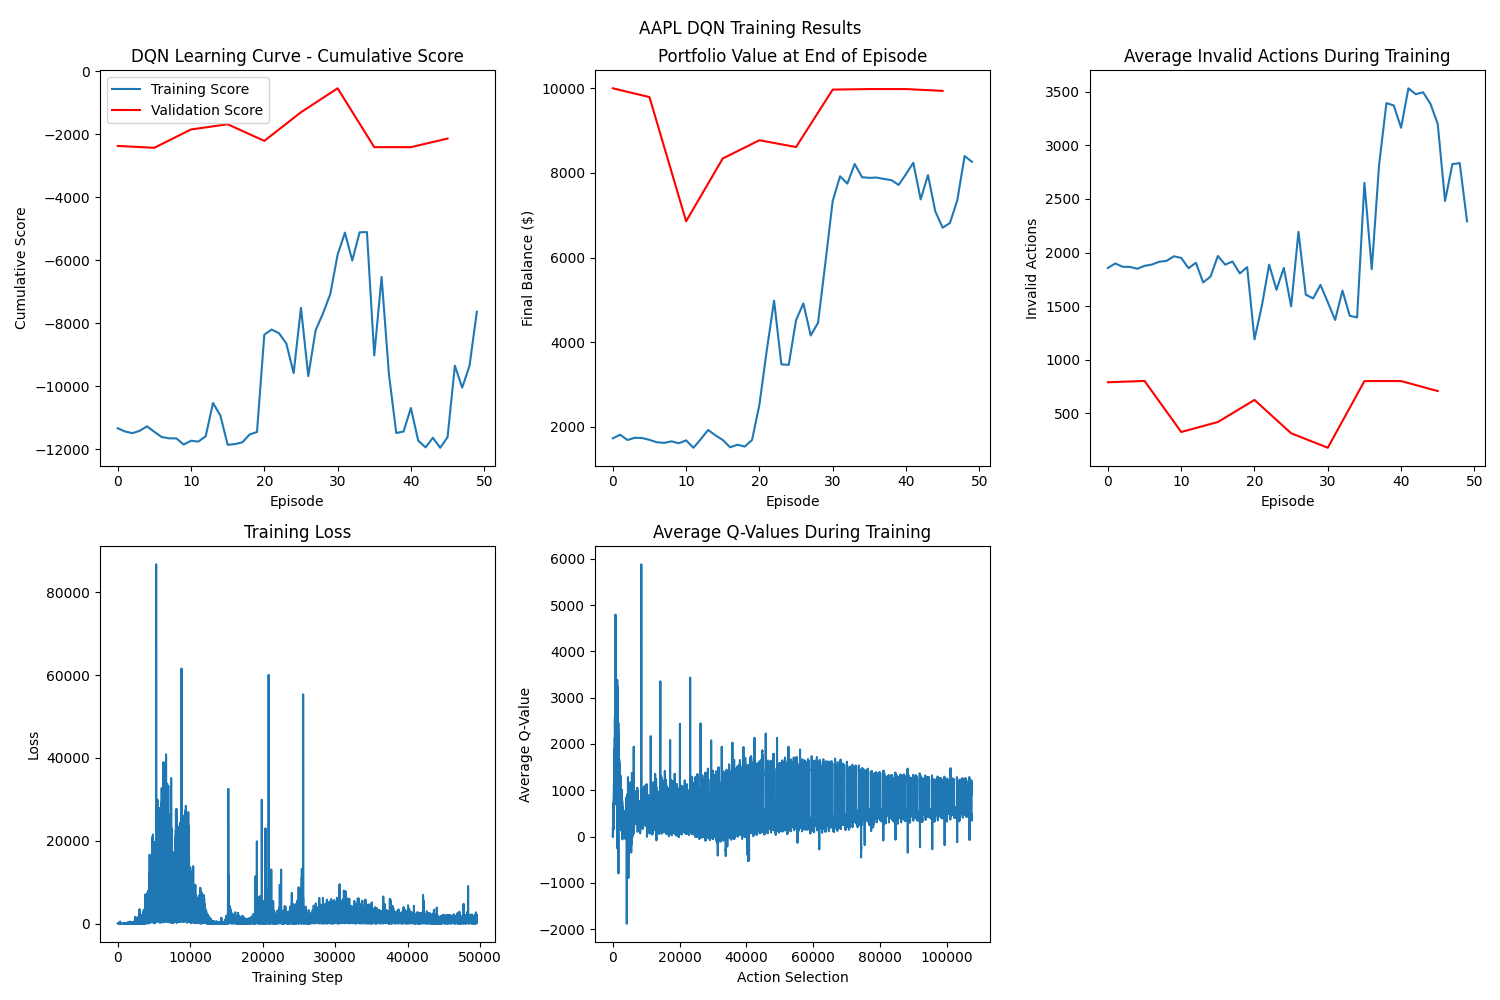 AAPL DQN Training Results
DQN Learning Curve - Cumulative Score
Cumulative Score
0
−2000
−4000
−6000
−8000
−10000
−12000
Training Score
Validation Score
0 10 20 30 40 50
Episode
Portfolio Value at End of Episode
Final Balance ($)
10000
8000
6000
4000
2000
0 10 20 30 40 50
Episode
Average Invalid Actions During Training
Invalid Actions
3500
3000
2500
2000
1500
1000
500
0 10 20 30 40 50
Episode
Training Loss
Loss
80000
60000
40000
20000
0
0 10000 20000 30000 40000 50000
Training Step
Average Q-Values During Training
Average Q-Value
6000
5000
4000
3000
2000
1000
0
−1000
−2000
0 20000 40000 60000 80000 100000
Action Selection